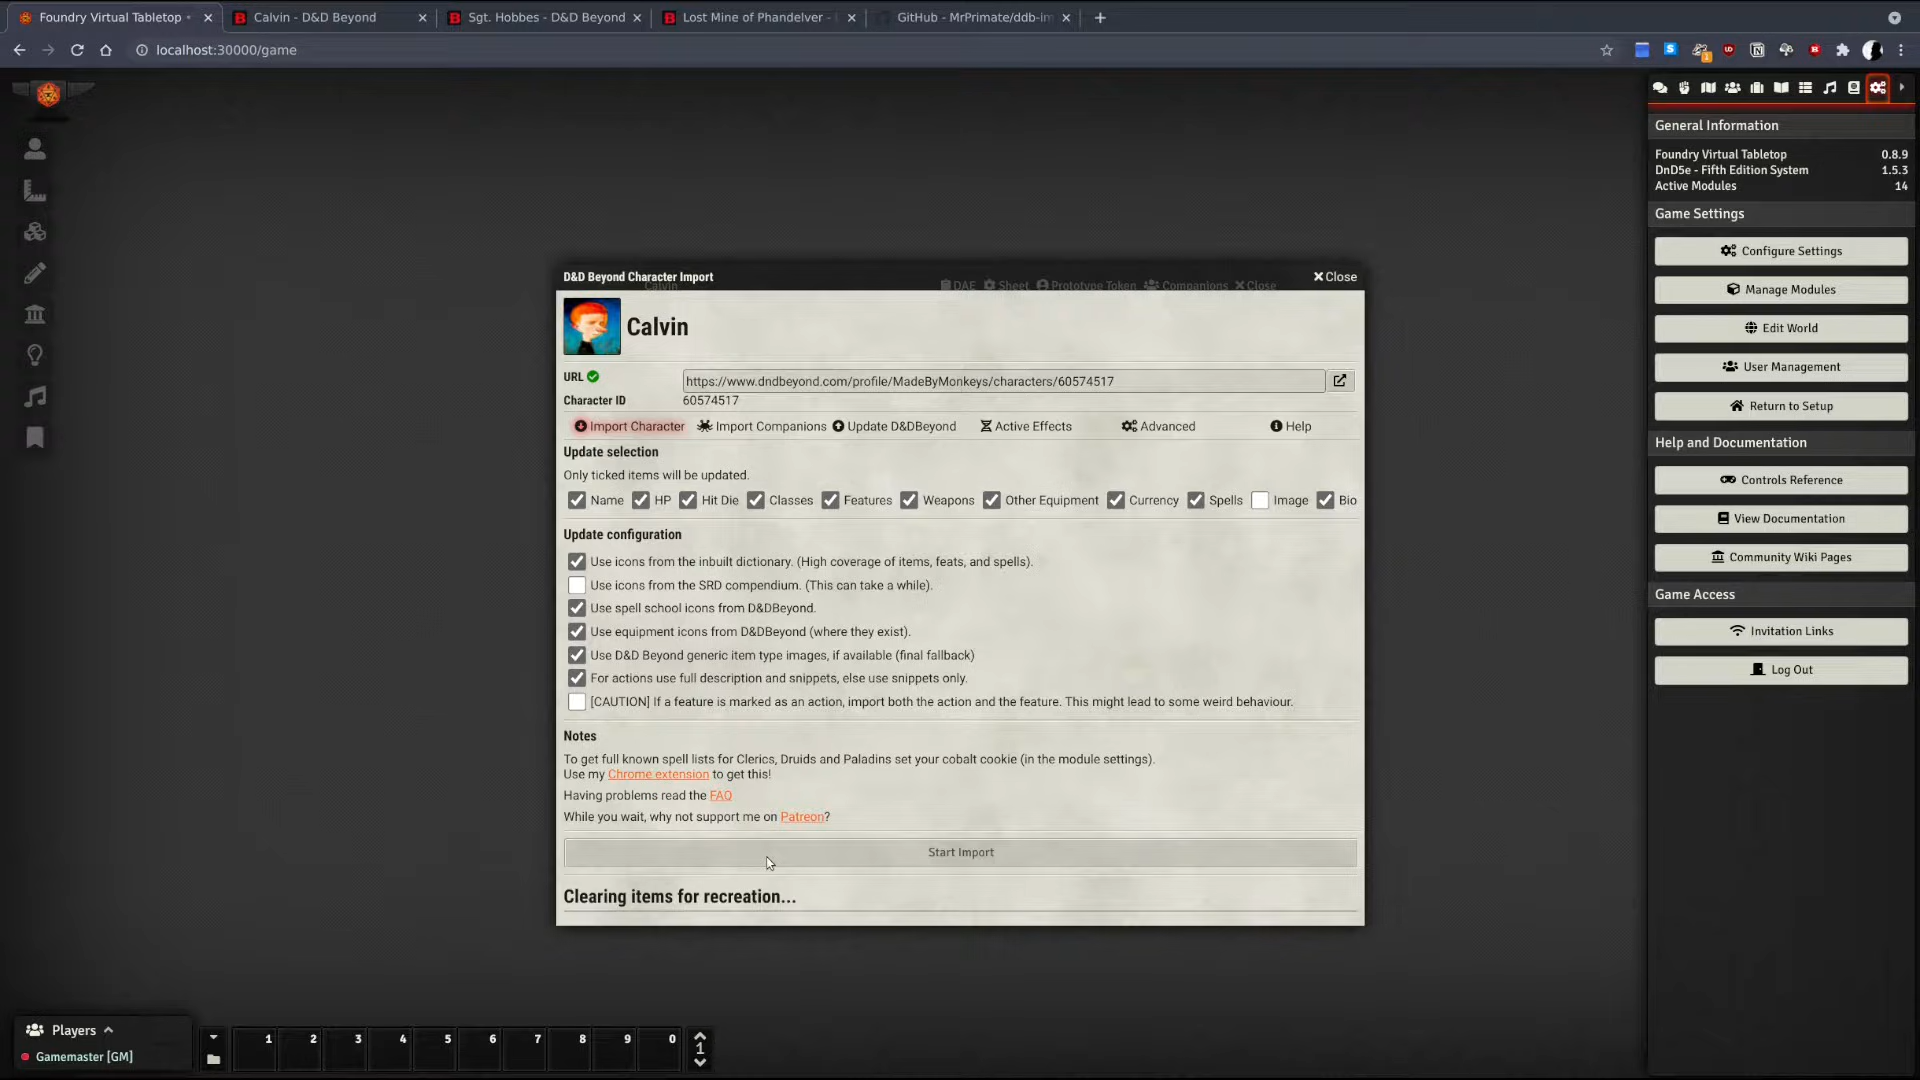 Foundry Virtual Tabletop
Calvin - D&D Beyond
Sgt. Hobbes - D&D Beyond
Lost Mine of Phandelver -
GitHub - MrPrimate/ddb-im
localhost:30000/game
General Information
Foundry Virtual Tabletop 0.8.9
DnD5e - Fifth Edition System 1.5.3
Active Modules 14
Game Settings
Configure Settings
Manage Modules
Edit World
User Management
Return to Setup
Help and Documentation
Controls Reference
View Documentation
Community Wiki Pages
Game Access
Invitation Links
Log Out
D&D Beyond Character Import Close
Calvin DAE Sheet Prototype Token Companions Close
Calvin
URL https://www.dndbeyond.com/profile/MadeByMonkeys/characters/60574517
Character ID 60574517
Import Character Import Companions Update D&DBeyond Active Effects Advanced Help
Update selection
Only ticked items will be updated.
Name HP Hit Die Classes Features Weapons Other Equipment Currency Spells Image Bio
Update configuration
Use icons from the inbuilt dictionary. (High coverage of items, feats, and spells).
Use icons from the SRD compendium. (This can take a while).
Use spell school icons from D&DBeyond.
Use equipment icons from D&DBeyond (where they exist).
Use D&D Beyond generic item type images, if available (final fallback)
For actions use full description and snippets, else use snippets only.
[CAUTION] If a feature is marked as an action, import both the action and the feature. This might lead to some weird behaviour.
Notes
To get full known spell lists for Clerics, Druids and Paladins set your cobalt cookie (in the module settings).
Use my Chrome extension to get this!
Having problems read the FAQ
While you wait, why not support me on Patreon?
Start Import
Clearing items for recreation...
Players
Gamemaster [GM]
1 2 3 4 5 6 7 8 9 0
1